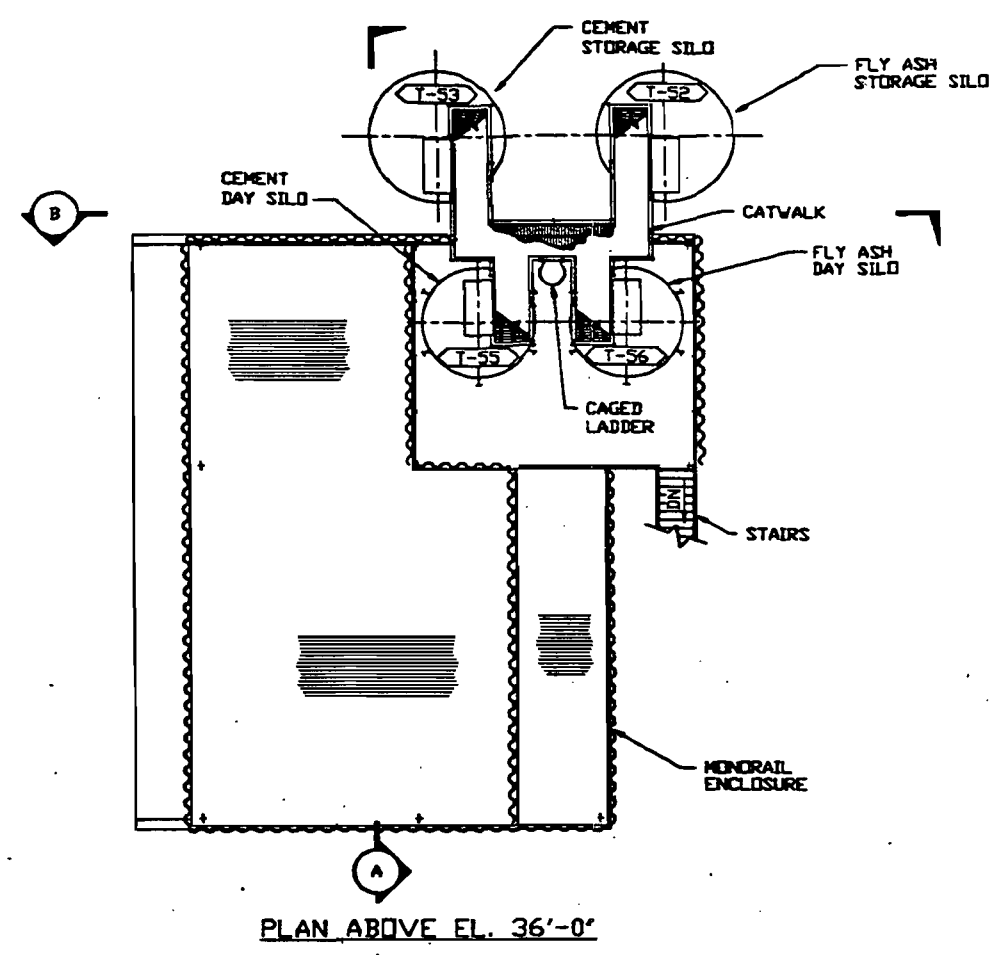 CEMENT
STORAGE SILO
FLY ASH
STORAGE SILO
T-53
T-52
CEMENT
DAY SILO
B
CATWALK
FLY ASH
DAY SILO
T-55
T-56
CAGED
LADDER
DN
STAIRS
MONORAIL
ENCLOSURE
A
PLAN ABOVE EL. 36'-0"